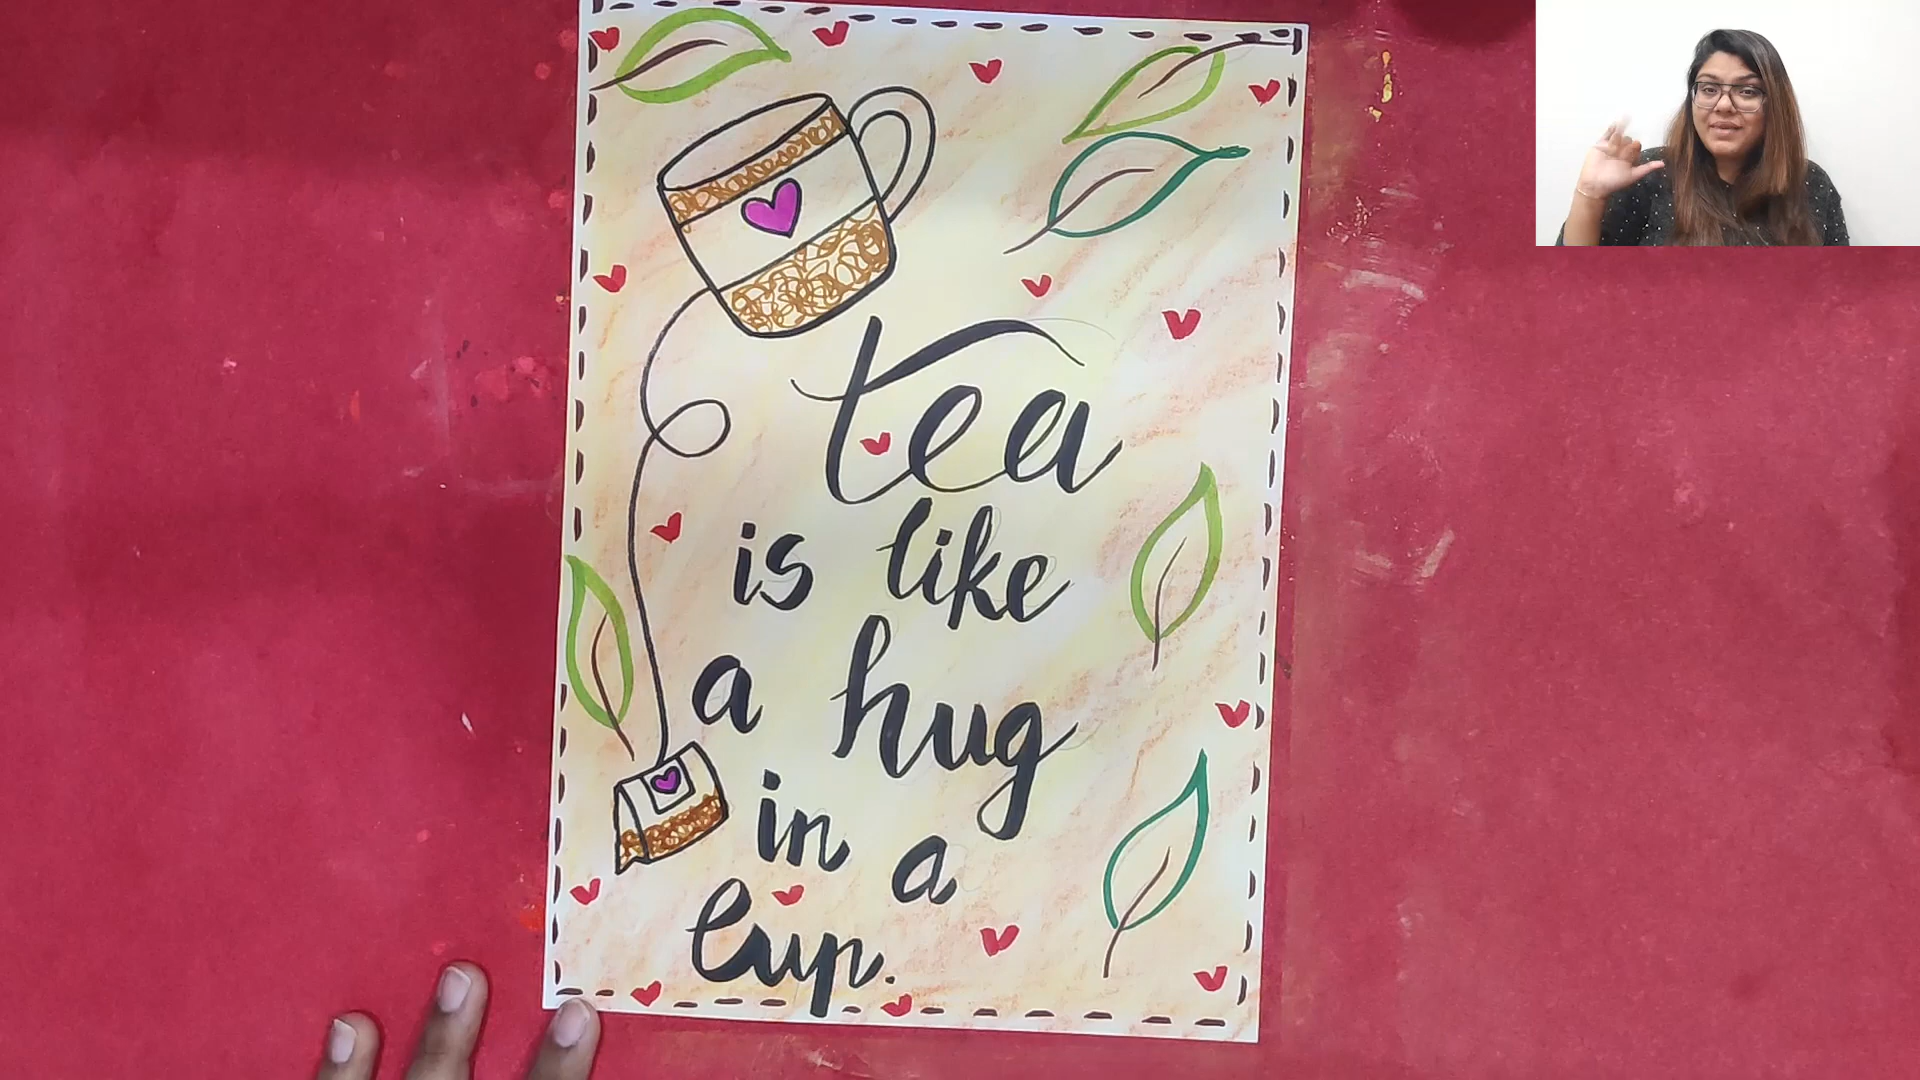 tea
is like
a hug
in a
cup.